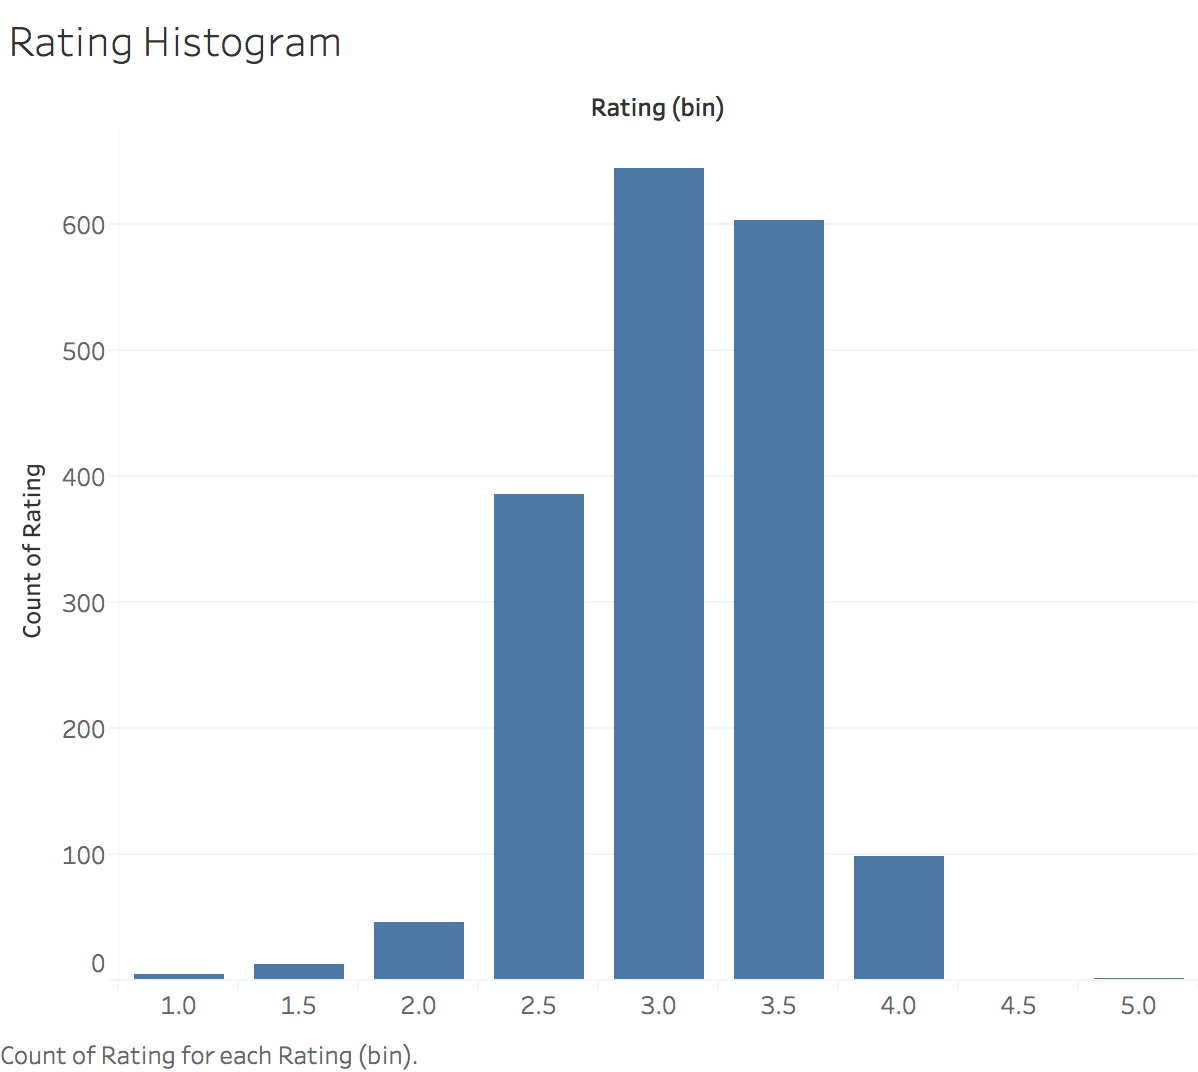 Rating Histogram
Rating (bin)
600
500
400
300
200
100
0
Count of Rating
1.0 1.5 2.0 2.5 3.0 3.5 4.0 4.5 5.0
Count of Rating for each Rating (bin).